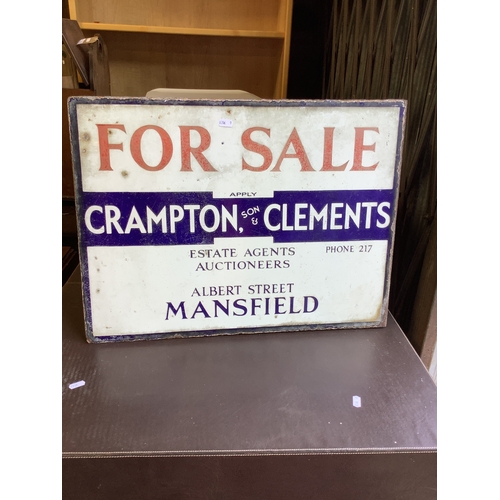 FOR SALE
APPLY
CRAMPTON, SON & CLEMENTS
ESTATE AGENTS PHONE 217
AUCTIONEERS
ALBERT STREET
MANSFIELD